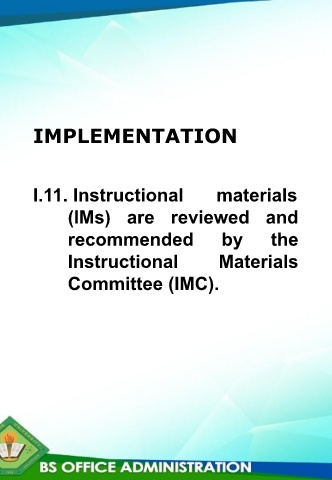 IMPLEMENTATION
I.11. Instructional materials
(IMs) are reviewed and
recommended by the
Instructional Materials
Committee (IMC).
BS OFFICE ADMINISTRATION